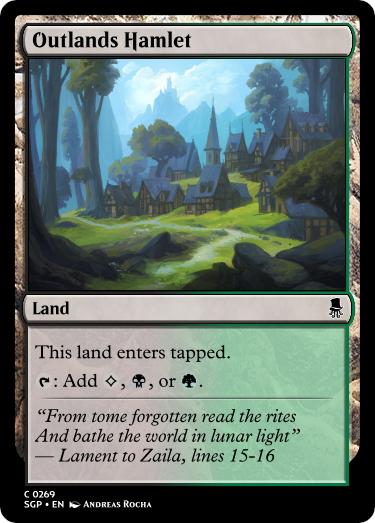 Outlands Hamlet
Land
This land enters tapped.
: Add , , or .
“From tome forgotten read the rites
And bathe the world in lunar light”
— Lament to Zaila, lines 15-16
C 0269
SGP • EN Andreas Rocha